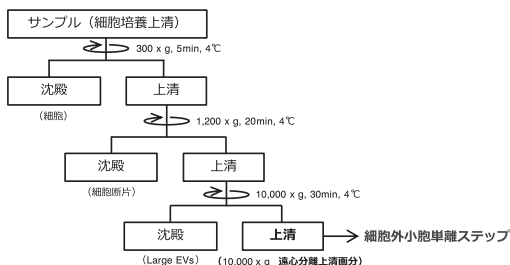 サンプル（細胞培養上清）
300 x g, 5min, 4℃
沈殿
上清
（細胞）
1,200 x g, 20min, 4℃
沈殿
上清
（細胞断片）
10,000 x g, 30min, 4℃
沈殿
上清
細胞外小胞単離ステップ
（Large EVs）
（10,000 x g 遠心分離上清画分）